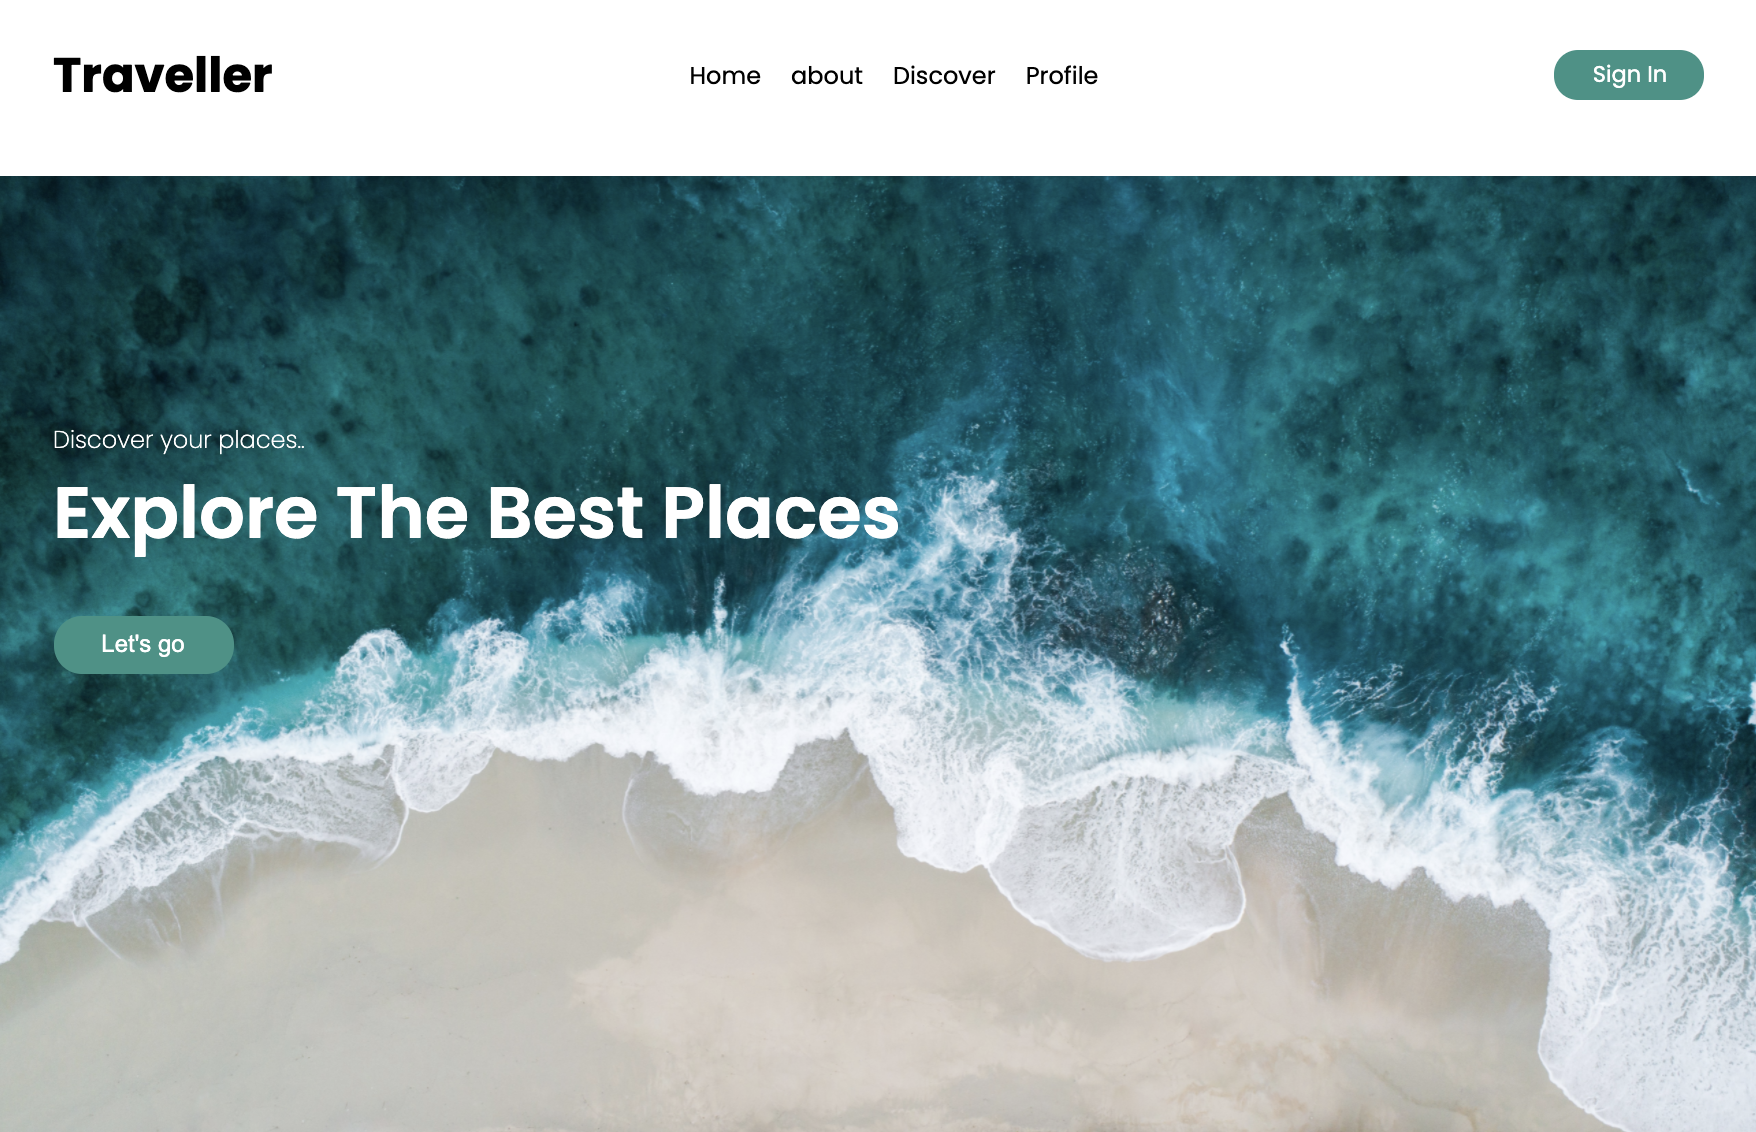 Traveller
Home about Discover Profile
Sign In
Discover your places..
Explore The Best Places
Let's go